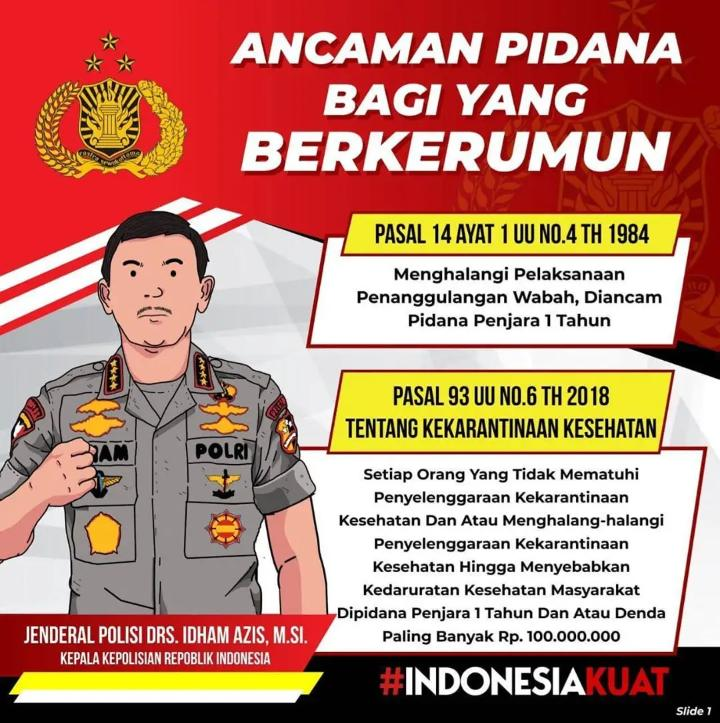 ANCAMAN PIDANA
BAGI YANG
BERKERUMUN
PASAL 14 AYAT 1 UU NO.4 TH 1984
Menghalangi Pelaksanaan
Penanggulangan Wabah, Diancam
Pidana Penjara 1 Tahun
PASAL 93 UU NO.6 TH 2018
TENTANG KEKARANTINAAN KESEHATAN
Setiap Orang Yang Tidak Mematuhi
Penyelenggaraan Kekarantinaan
Kesehatan Dan Atau Menghalang-halangi
Penyelenggaraan Kekarantinaan
Kesehatan Hingga Menyebabkan
Kedaruratan Kesehatan Masyarakat
Dipidana Penjara 1 Tahun Dan Atau Denda
Paling Banyak Rp. 100.000.000
HAM POLRI
JENDERAL POLISI DRS. IDHAM AZIS, M.SI.
KEPALA KEPOLISIAN REPOBLIK INDONESIA
#INDONESIAKUAT
Slide 1